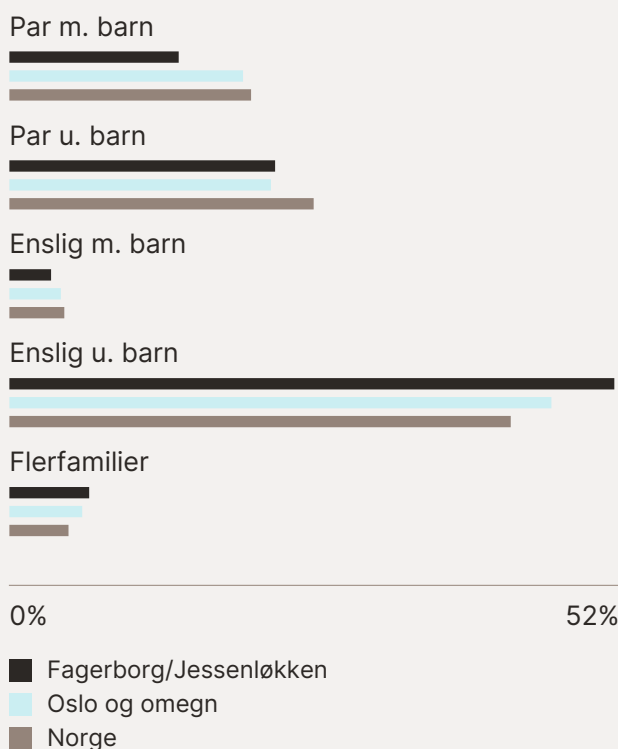 Par m. barn
Par u. barn
Enslig m. barn
Enslig u. barn
Flerfamilier
0% 52%
Fagerborg/Jessenløkken
Oslo og omegn
Norge